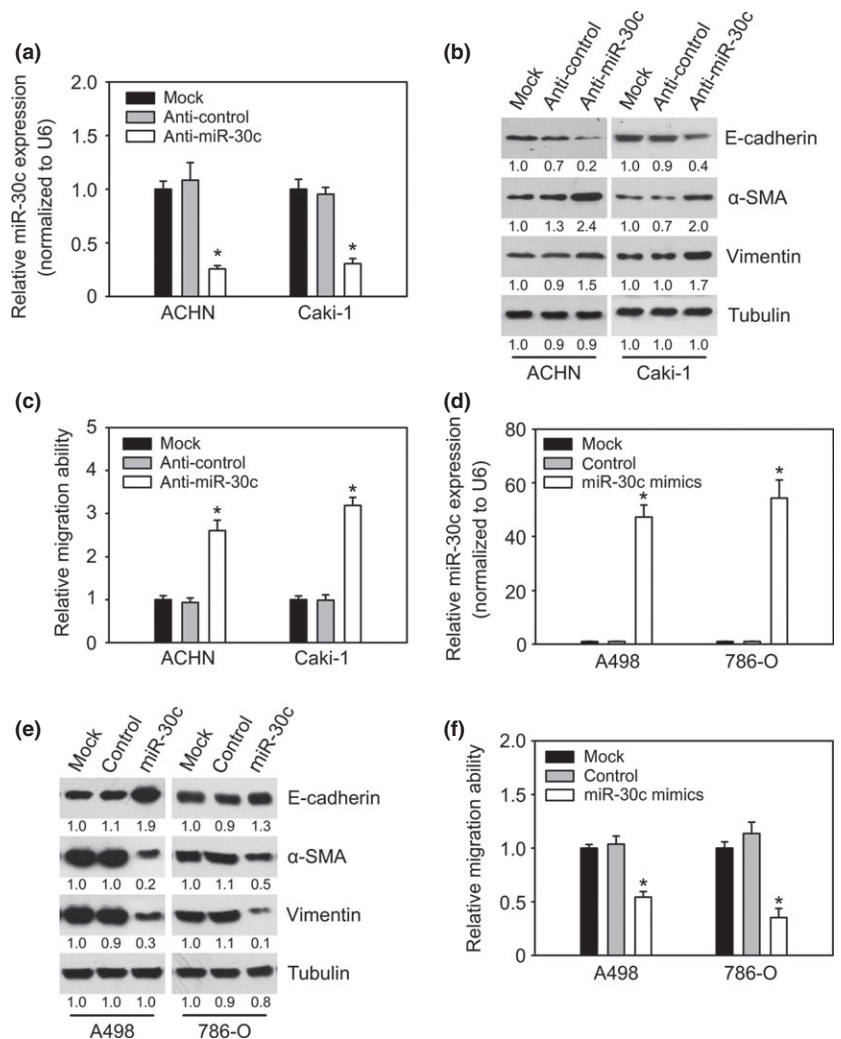 (a)
Relative miR-30c expression
(normalized to U6)
2.0
1.5
1.0
0.5
0
Mock
Anti-control
Anti-miR-30c
*
*
ACHN
Caki-1
(b)
Mock
Anti-control
Anti-miR-30c
Mock
Anti-control
Anti-miR-30c
E-cadherin
1.0 0.7 0.2 1.0 0.9 0.4
α-SMA
1.0 1.3 2.4 1.0 0.7 2.0
Vimentin
1.0 0.9 1.5 1.0 1.0 1.7
Tubulin
1.0 0.9 0.9 1.0 1.0 1.0
ACHN
Caki-1
(c)
Relative migration ability
5
4
3
2
1
0
Mock
Anti-control
Anti-miR-30c
*
*
ACHN
Caki-1
(d)
Relative miR-30c expression
(normalized to U6)
80
60
40
20
0
Mock
Control
miR-30c mimics
*
*
A498
786-O
(e)
Mock
Control
miR-30c
Mock
Control
miR-30c
E-cadherin
1.0 1.1 1.9 1.0 0.9 1.3
α-SMA
1.0 1.0 0.2 1.0 1.1 0.5
Vimentin
1.0 0.9 0.3 1.0 1.1 0.1
Tubulin
1.0 1.0 1.0 1.0 0.9 0.8
A498
786-O
(f)
Relative migration ability
2.0
1.5
1.0
0.5
0
Mock
Control
miR-30c mimics
*
*
A498
786-O